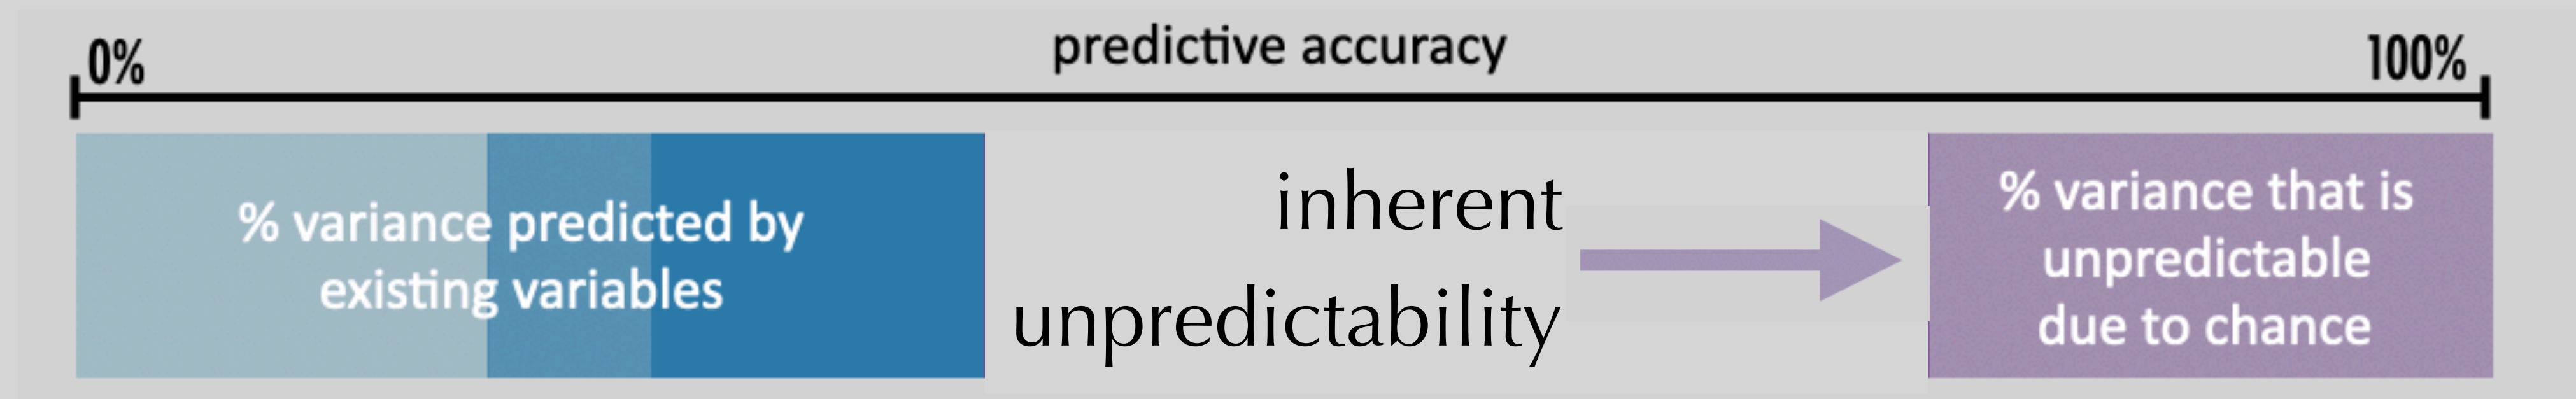 0%
predictive accuracy
100%
% variance predicted by
existing variables
inherent
unpredictability
% variance that is
unpredictable
due to chance